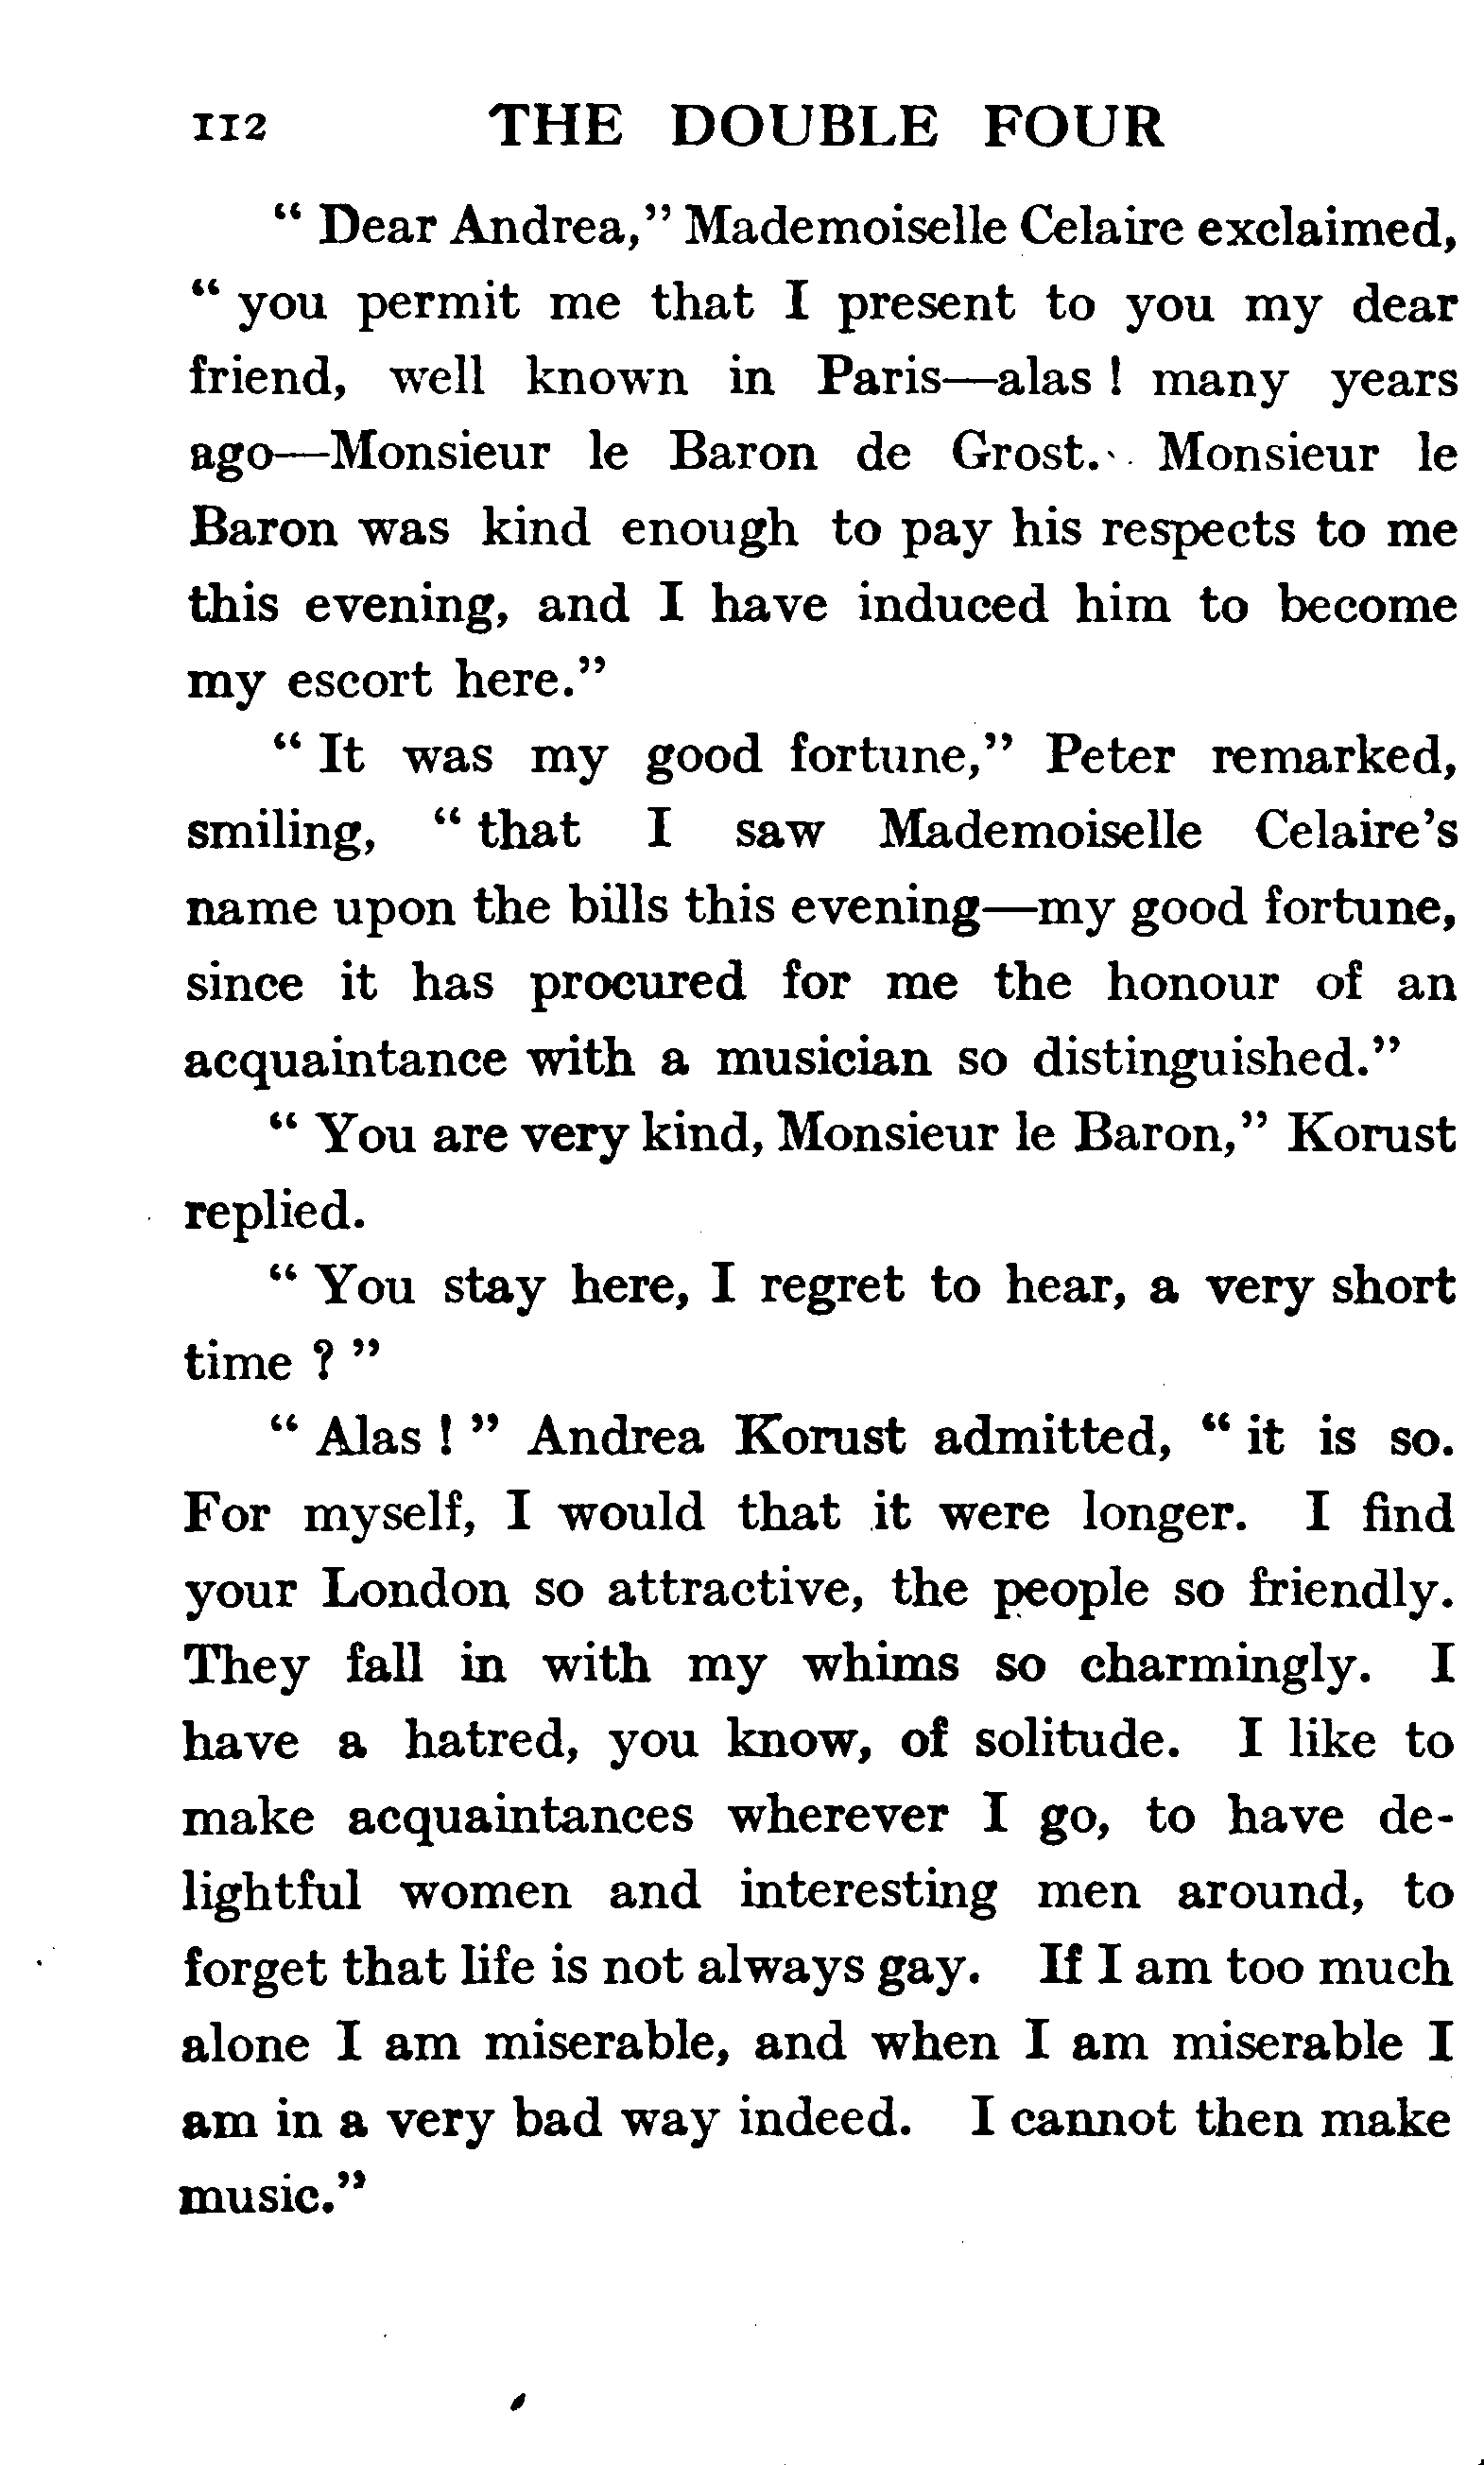 112 THE DOUBLE FOUR
" Dear Andrea," Mademoiselle Celaire exclaimed,
" you permit me that I present to you my dear
friend, well known in Paris—alas ! many years
ago—Monsieur le Baron de Grost. Monsieur le
Baron was kind enough to pay his respects to me
this evening, and I have induced him to become
my escort here."
" It was my good fortune," Peter remarked,
smiling, " that I saw Mademoiselle Celaire's
name upon the bills this evening—my good fortune,
since it has procured for me the honour of an
acquaintance with a musician so distinguished."
" You are very kind, Monsieur le Baron," Korust
replied.
" You stay here, I regret to hear, a very short
time ? "
" Alas ! " Andrea Korust admitted, " it is so.
For myself, I would that it were longer. I find
your London so attractive, the people so friendly.
They fall in with my whims so charmingly. I
have a hatred, you know, of solitude. I like to
make acquaintances wherever I go, to have de-
lightful women and interesting men around, to
forget that life is not always gay. If I am too much
alone I am miserable, and when I am miserable I
am in a very bad way indeed. I cannot then make
music."